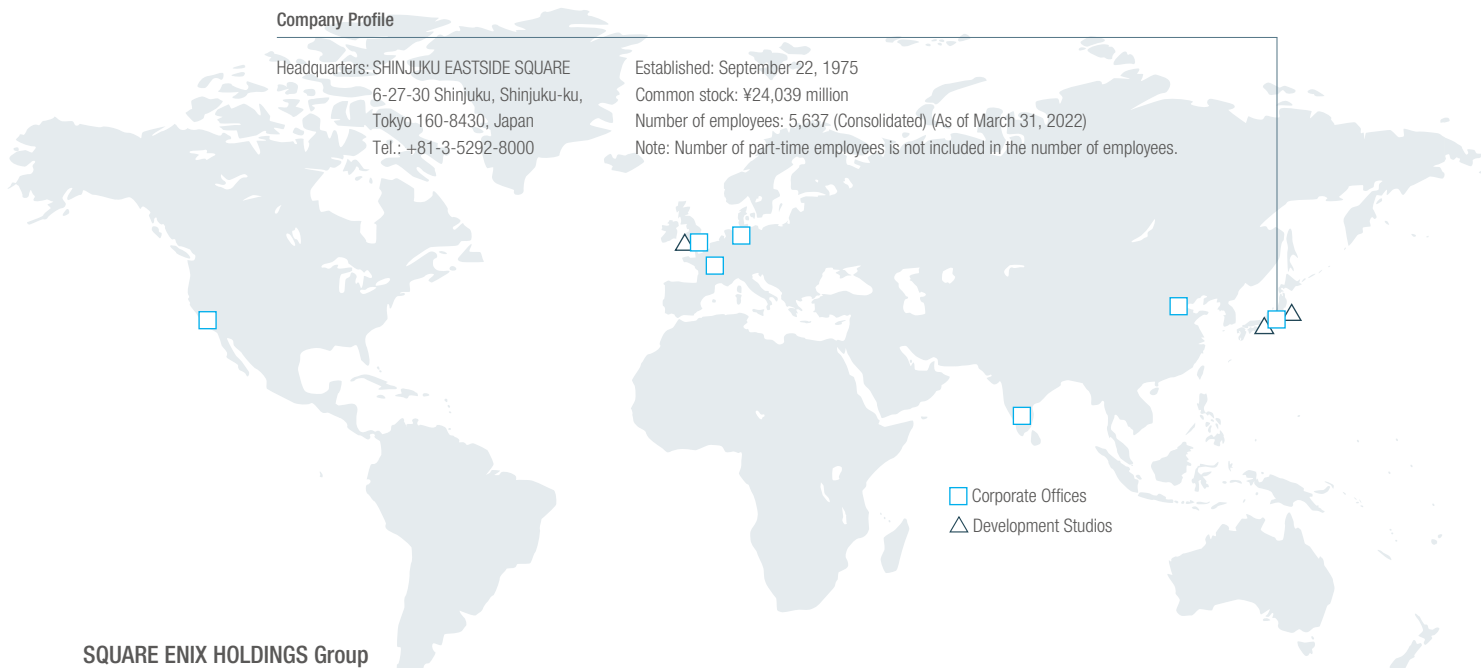 Company Profile
Headquarters: SHINJUKU EASTSIDE SQUARE
6-27-30 Shinjuku, Shinjuku-ku,
Tokyo 160-8430, Japan
Tel.: +81-3-5292-8000
Established: September 22, 1975
Common stock: ¥24,039 million
Number of employees: 5,637 (Consolidated) (As of March 31, 2022)
Note: Number of part-time employees is not included in the number of employees.
Corporate Offices
Development Studios
SQUARE ENIX HOLDINGS Group